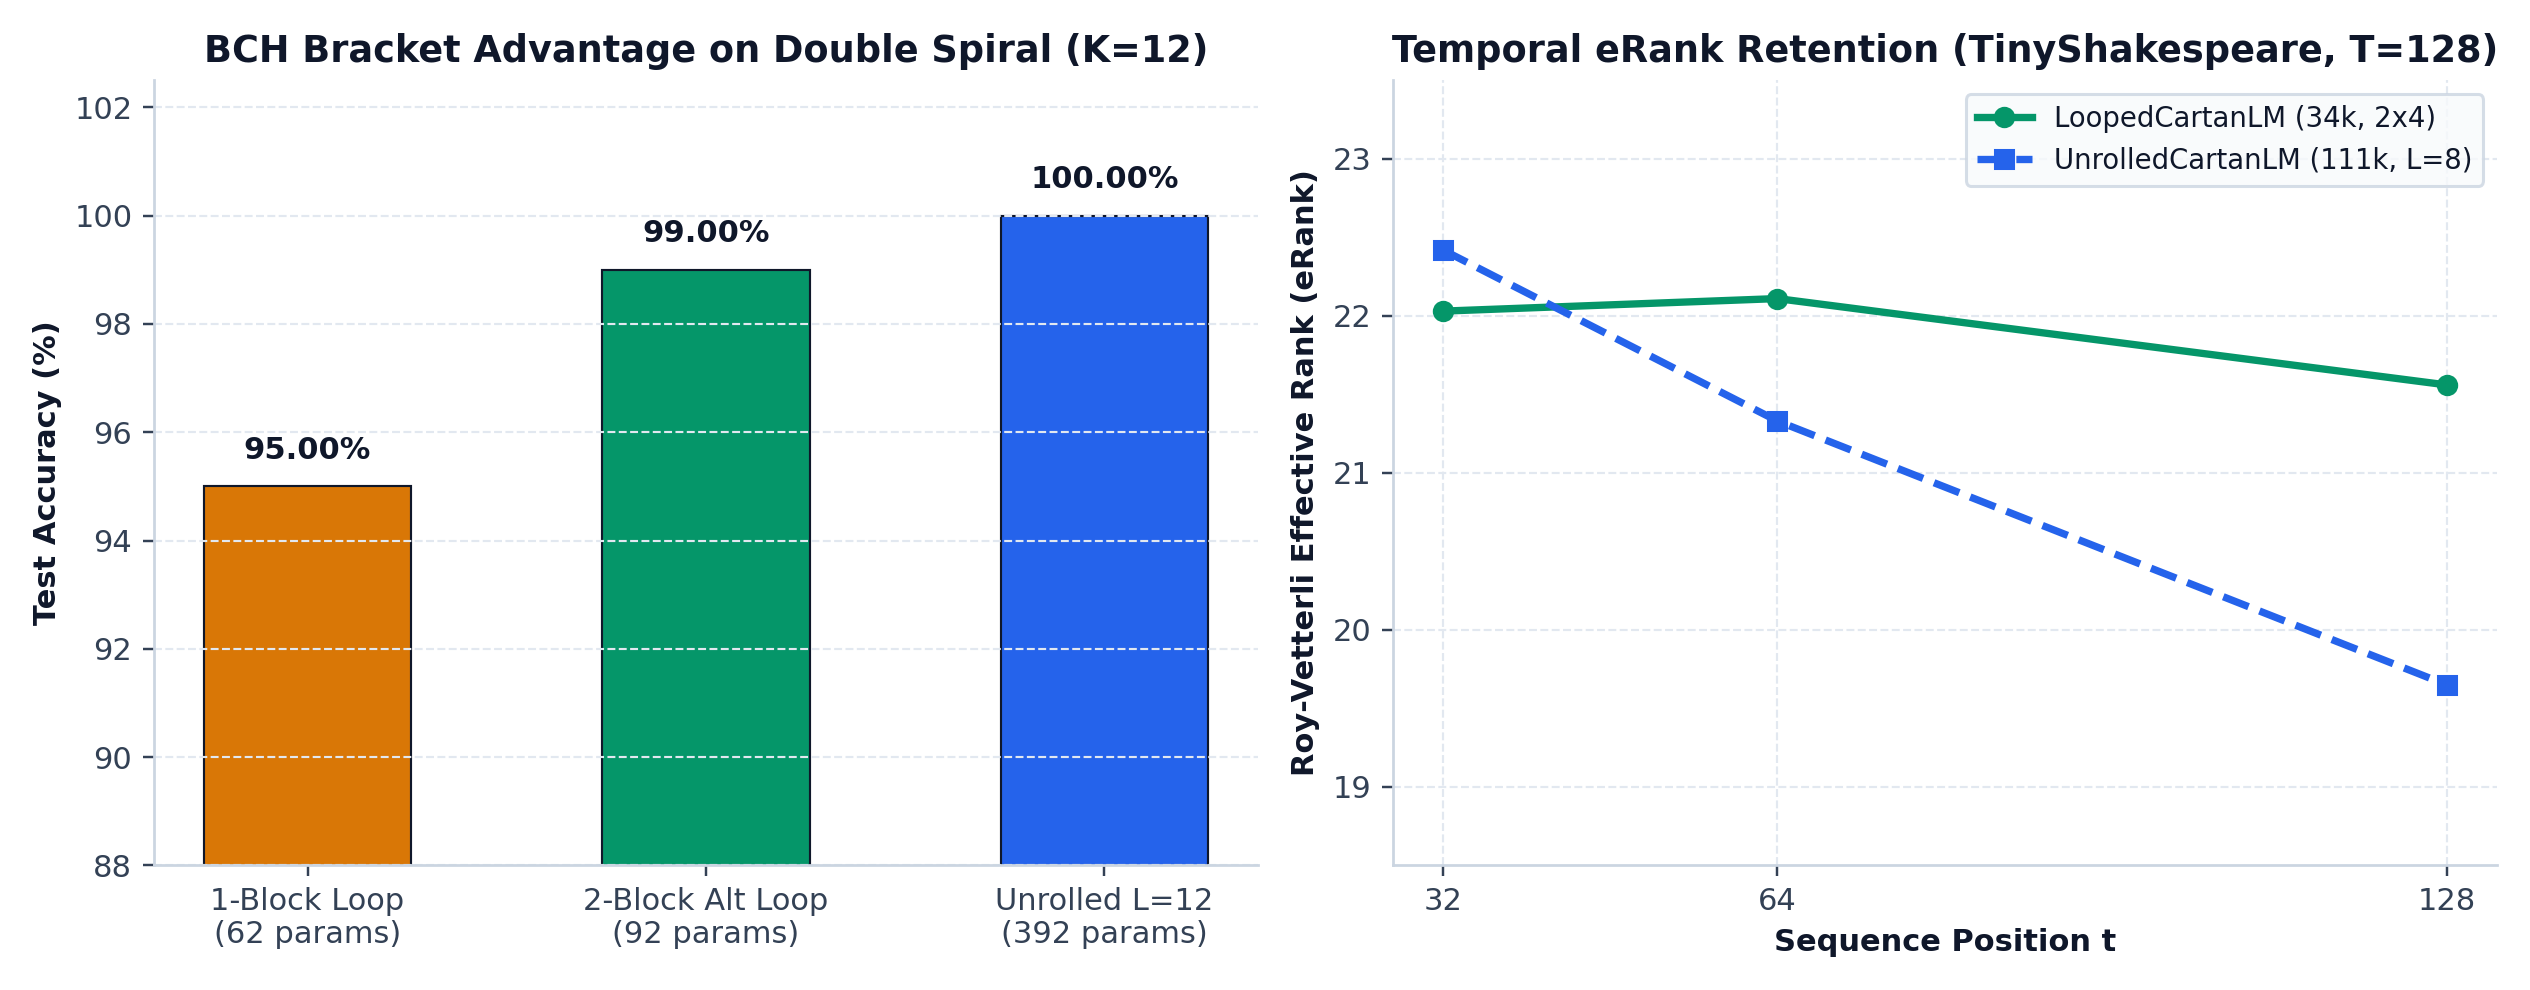 BCH Bracket Advantage on Double Spiral (K=12)
Test Accuracy (%)
102
100
98
96
94
92
90
88
95.00%
99.00%
100.00%
1-Block Loop
(62 params)
2-Block Alt Loop
(92 params)
Unrolled L=12
(392 params)
Temporal eRank Retention (TinyShakespeare, T=128)
Roy-Vetterli Effective Rank (eRank)
23
22
21
20
19
LoopedCartanLM (34k, 2x4)
UnrolledCartanLM (111k, L=8)
32
64
128
Sequence Position t